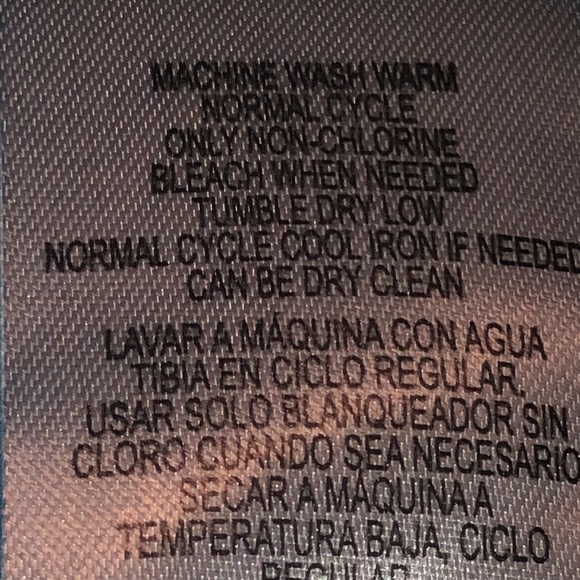 MACHINE WASH WARM
NORMAL CYCLE
ONLY NON-CHLORINE
BLEACH WHEN NEEDED
TUMBLE DRY LOW
NORMAL CYCLE COOL IRON IF NEEDED
CAN BE DRY CLEAN
LAVAR A MÁQUINA CON AGUA
TIBIA EN CICLO REGULAR,
USAR SOLO BLANQUEADOR SIN
CLORO CUANDO SEA NECESARIO
SECAR A MÁQUINA A
TEMPERATURA BAJA, CICLO
REGULAR